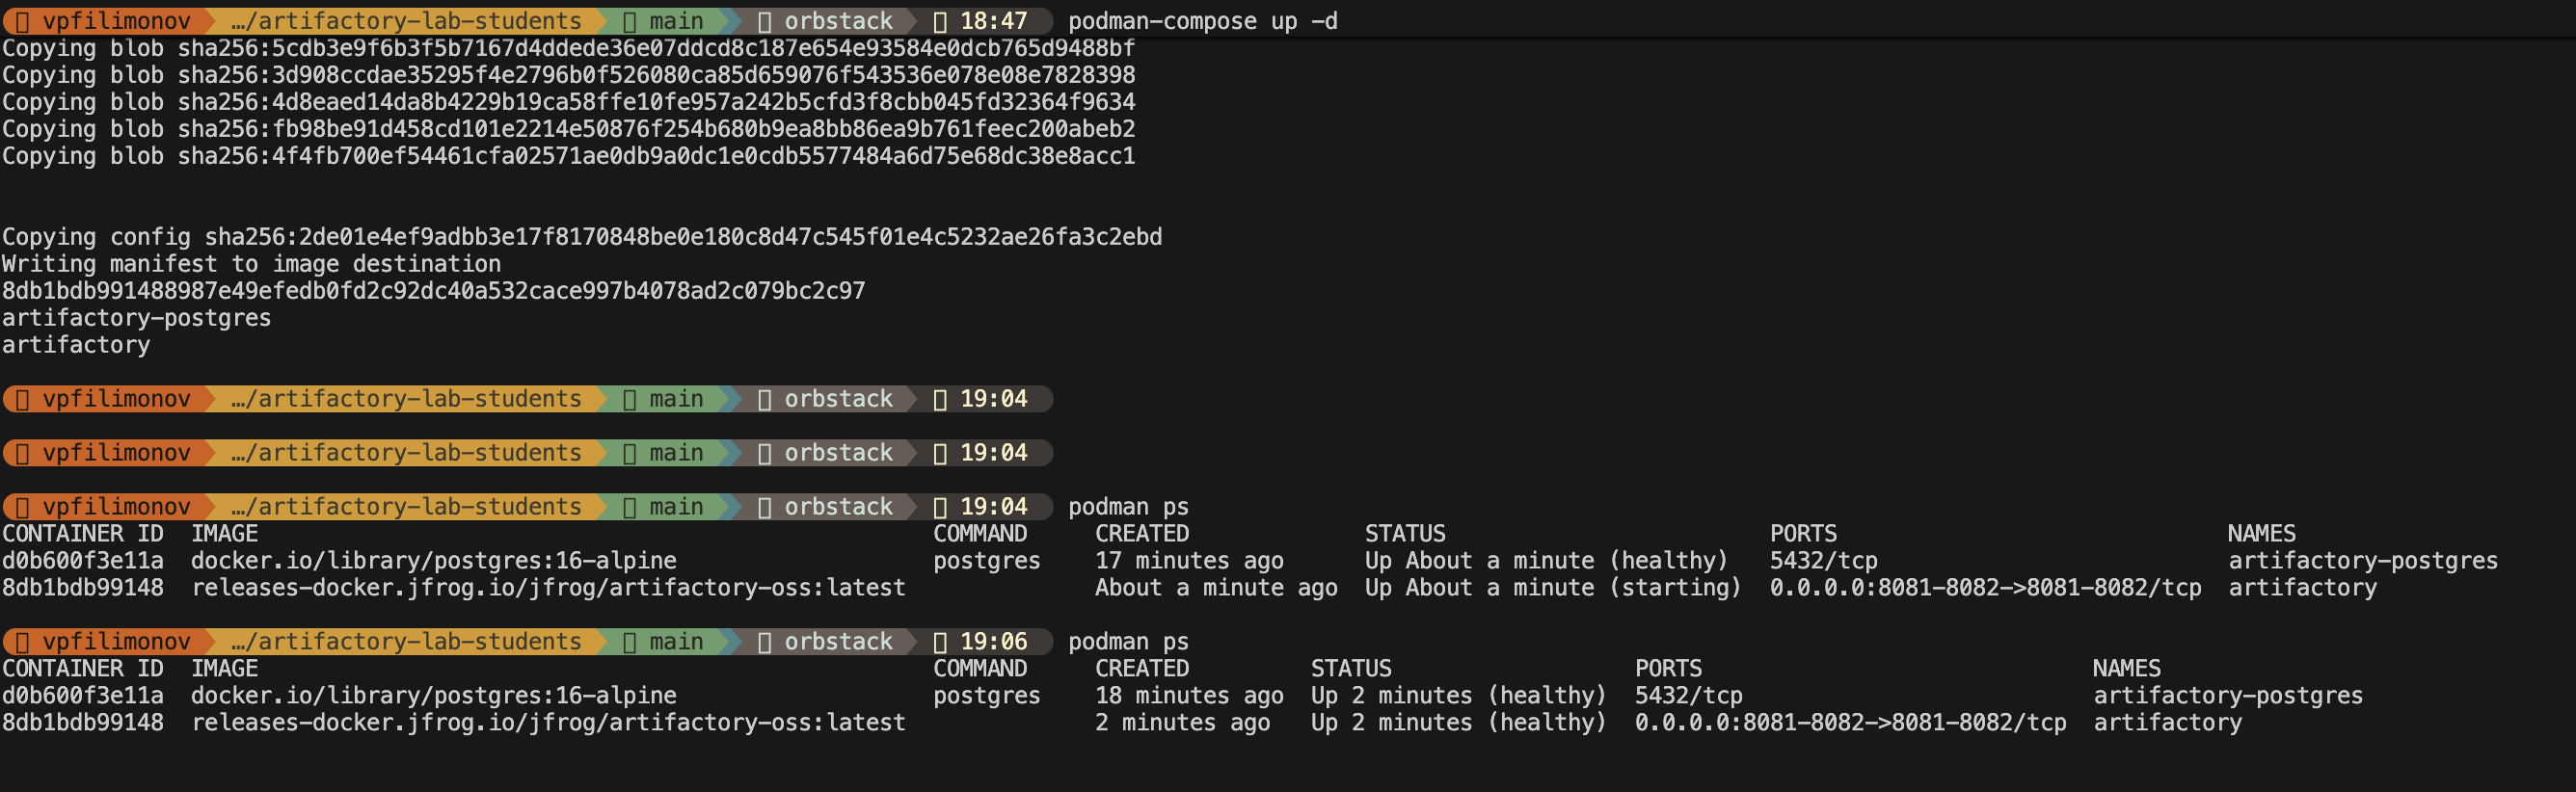 vpfilimonov …/artifactory-lab-students main orbstack 18:47 podman-compose up -d
Copying blob sha256:5cdb3e9f6b3f5b7167d4ddede36e07ddcd8c187e654e93584e0dcb765d9488bf
Copying blob sha256:3d908ccdae35295f4e2796b0f526080ca85d659076f543536e078e08e7828398
Copying blob sha256:4d8eaed14da8b4229b19ca58ffe10fe957a242b5cfd3f8cbb045fd32364f9634
Copying blob sha256:fb98be91d458cd101e2214e50876f254b680b9ea8bb86ea9b761feec200abeb2
Copying blob sha256:4f4fb700ef54461cfa02571ae0db9a0dc1e0cdb5577484a6d75e68dc38e8acc1
Copying config sha256:2de01e4ef9adbb3e17f8170848be0e180c8d47c545f01e4c5232ae26fa3c2ebd
Writing manifest to image destination
8db1bdb991488987e49efedb0fd2c92dc40a532cace997b4078ad2c079bc2c97
artifactory-postgres
artifactory
vpfilimonov …/artifactory-lab-students main orbstack 19:04
vpfilimonov …/artifactory-lab-students main orbstack 19:04
vpfilimonov …/artifactory-lab-students main orbstack 19:04 podman ps
CONTAINER ID IMAGE COMMAND CREATED STATUS PORTS NAMES
d0b600f3e11a docker.io/library/postgres:16-alpine postgres 17 minutes ago Up About a minute (healthy) 5432/tcp artifactory-postgres
8db1bdb99148 releases-docker.jfrog.io/jfrog/artifactory-oss:latest About a minute ago Up About a minute (starting) 0.0.0.0:8081-8082->8081-8082/tcp artifactory
vpfilimonov …/artifactory-lab-students main orbstack 19:06 podman ps
CONTAINER ID IMAGE COMMAND CREATED STATUS PORTS NAMES
d0b600f3e11a docker.io/library/postgres:16-alpine postgres 18 minutes ago Up 2 minutes (healthy) 5432/tcp artifactory-postgres
8db1bdb99148 releases-docker.jfrog.io/jfrog/artifactory-oss:latest 2 minutes ago Up 2 minutes (healthy) 0.0.0.0:8081-8082->8081-8082/tcp artifactory